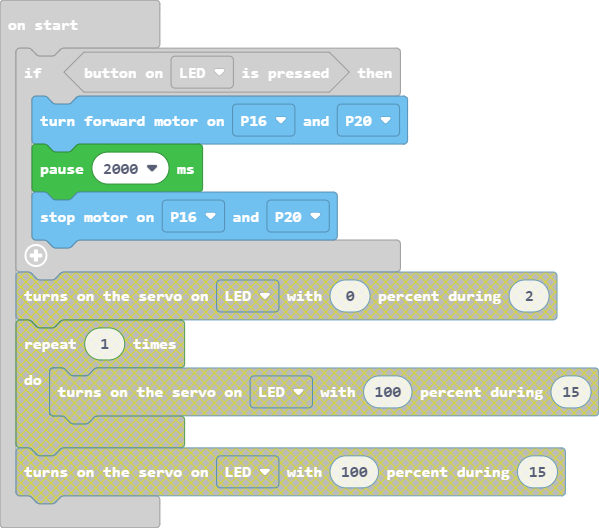 on start
if button on LED is pressed then
turn forward motor on P16 and P20
pause 2000 ms
stop motor on P16 and P20
turns on the servo on LED with 0 percent during 2
repeat 1 times
do turns on the servo on LED with 100 percent during 15
turns on the servo on LED with 100 percent during 15